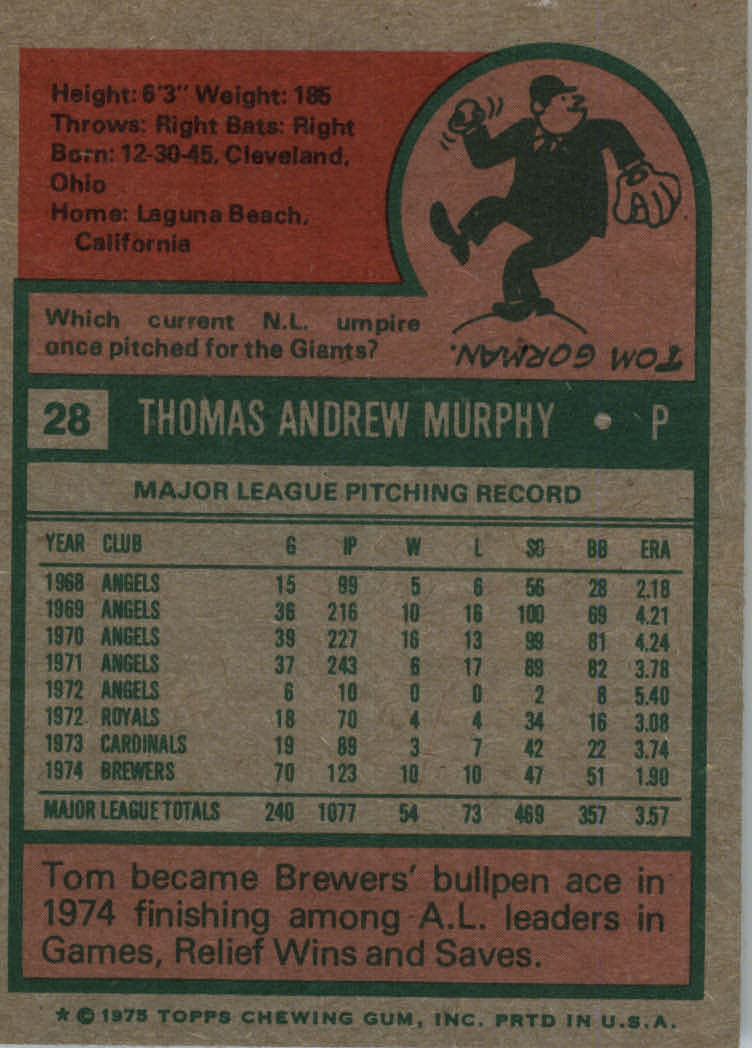 Height: 6'3" Weight: 185
Throws: Right Bats: Right
Born: 12-30-45, Cleveland,
Ohio
Home: Laguna Beach,
California
Which current N.L. umpire
once pitched for the Giants?
TOM GORMAN.
28 THOMAS ANDREW MURPHY • P
MAJOR LEAGUE PITCHING RECORD
YEAR CLUB G IP W L SO BB ERA
1968 ANGELS 15 99 5 6 56 28 2.18
1969 ANGELS 36 216 10 16 100 69 4.21
1970 ANGELS 39 227 16 13 99 81 4.24
1971 ANGELS 37 243 6 17 89 82 3.78
1972 ANGELS 6 10 0 0 2 8 5.40
1972 ROYALS 18 70 4 4 34 16 3.08
1973 CARDINALS 19 89 3 7 42 22 3.74
1974 BREWERS 70 123 10 10 47 51 1.90
MAJOR LEAGUE TOTALS 240 1077 54 73 469 357 3.57
Tom became Brewers' bullpen ace in
1974 finishing among A.L. leaders in
Games, Relief Wins and Saves.
* © 1975 TOPPS CHEWING GUM, INC. PRTD IN U.S.A.